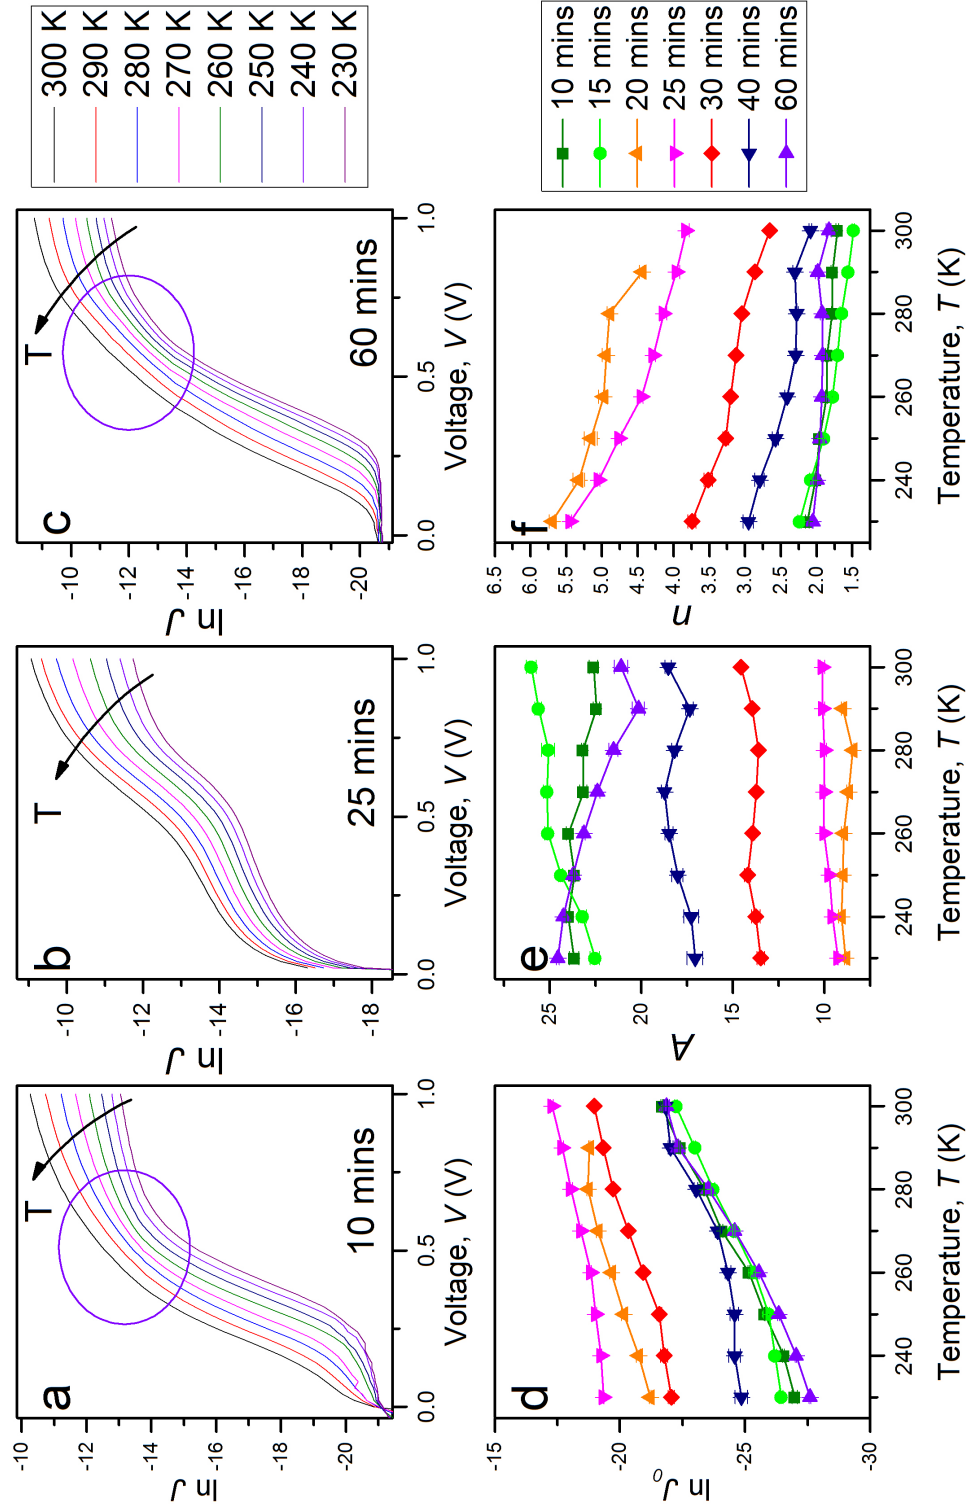 a
T
10 mins
ln J
-10
-12
-14
-16
-18
-20
0.0
0.5
1.0
Voltage, V (V)
b
T
25 mins
ln J
-10
-12
-14
-16
-18
0.0
0.5
1.0
Voltage, V (V)
c
T
60 mins
ln J
-10
-12
-14
-16
-18
-20
0.0
0.5
1.0
Voltage, V (V)
300 K
290 K
280 K
270 K
260 K
250 K
240 K
230 K
d
ln J0
-15
-20
-25
-30
240
260
280
300
Temperature, T (K)
e
A
25
20
15
10
240
260
280
300
Temperature, T (K)
f
n
6.5
6.0
5.5
5.0
4.5
4.0
3.5
3.0
2.5
2.0
1.5
240
260
280
300
Temperature, T (K)
10 mins
15 mins
20 mins
25 mins
30 mins
40 mins
60 mins